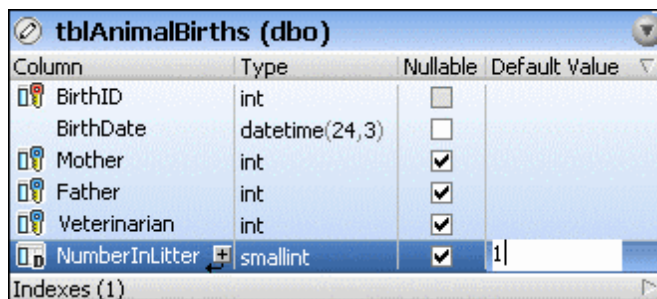 tblAnimalBirths (dbo)
Column Type Nullable Default Value
BirthID int
BirthDate datetime(24,3)
Mother int
Father int
Veterinarian int
D NumberInLitter smallint 1
Indexes (1)